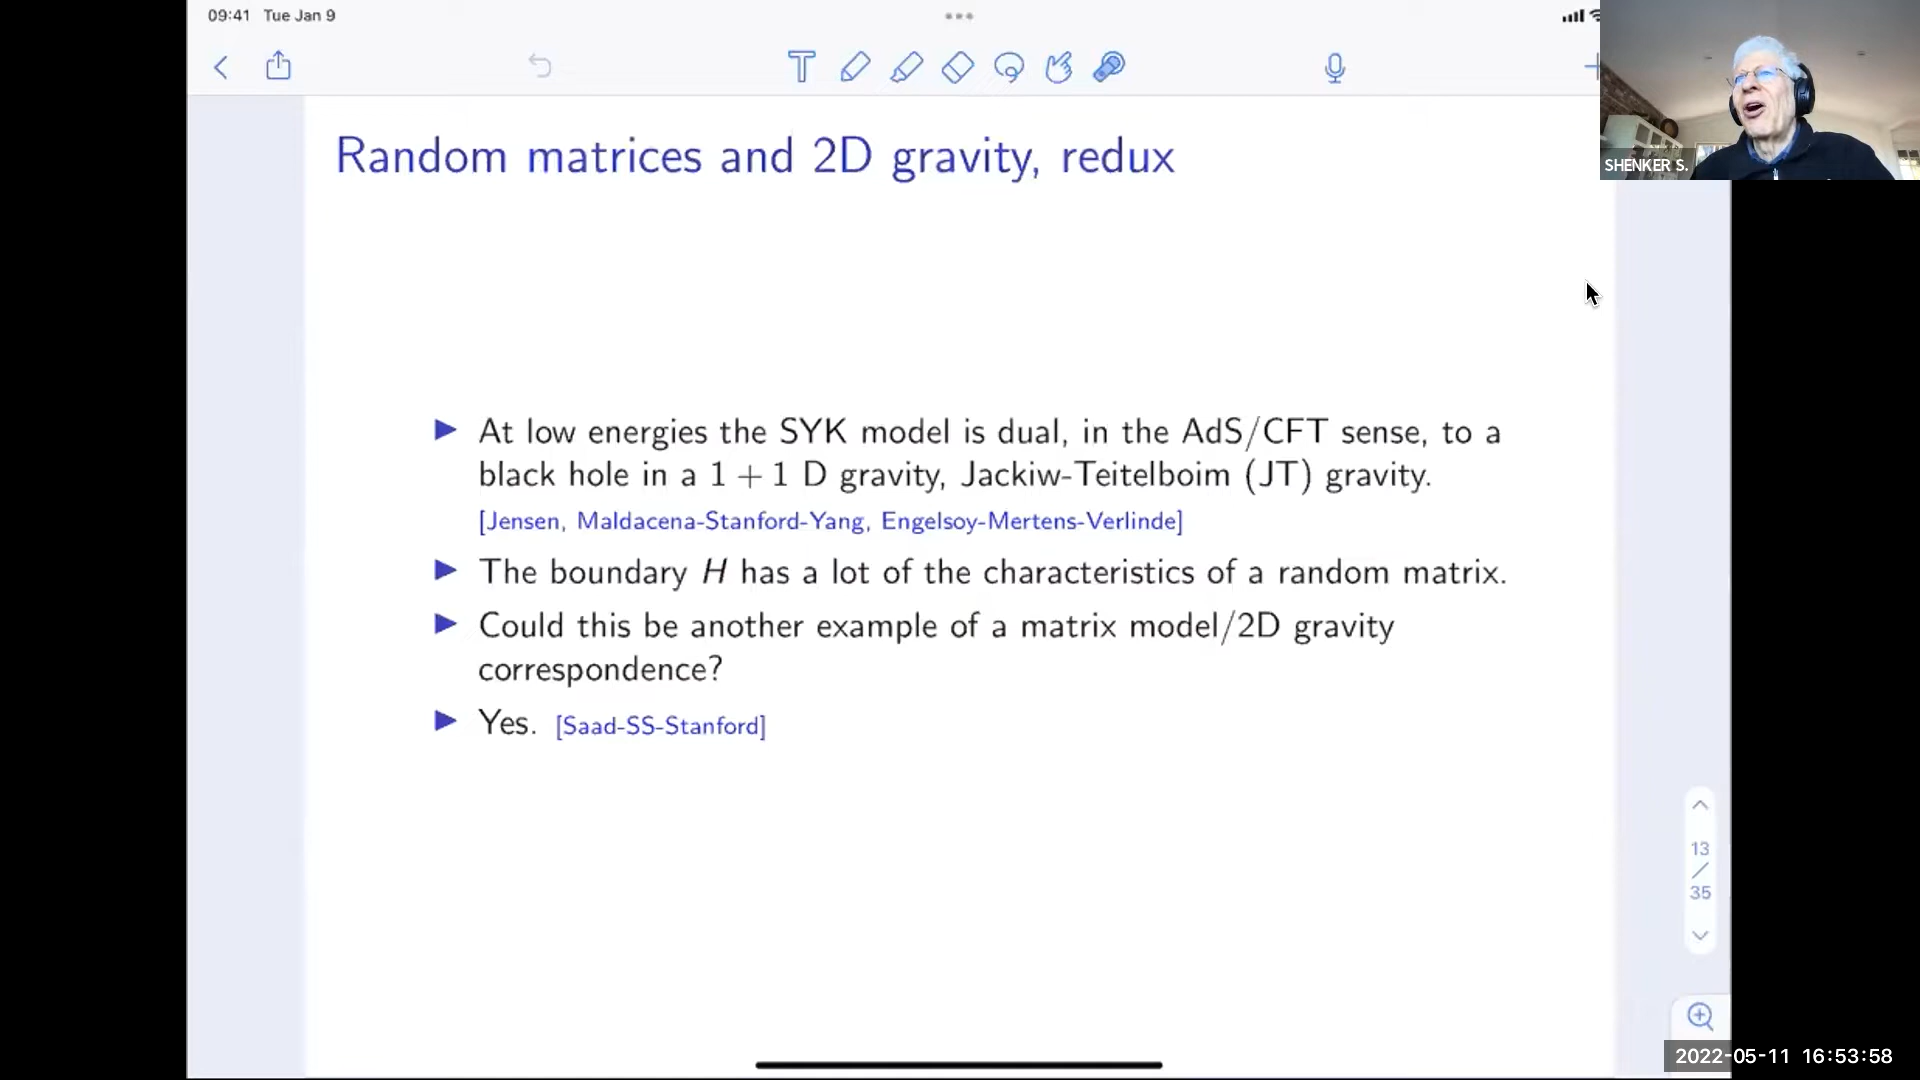 09:41 Tue Jan 9
SHENKER S.
Random matrices and 2D gravity, redux
▶ At low energies the SYK model is dual, in the AdS/CFT sense, to a
black hole in a 1 + 1 D gravity, Jackiw-Teitelboim (JT) gravity.
[Jensen, Maldacena-Stanford-Yang, Engelsoy-Mertens-Verlinde]
▶ The boundary H has a lot of the characteristics of a random matrix.
▶ Could this be another example of a matrix model/2D gravity
correspondence?
▶ Yes. [Saad-SS-Stanford]
13
/
35
2022-05-11 16:53:58